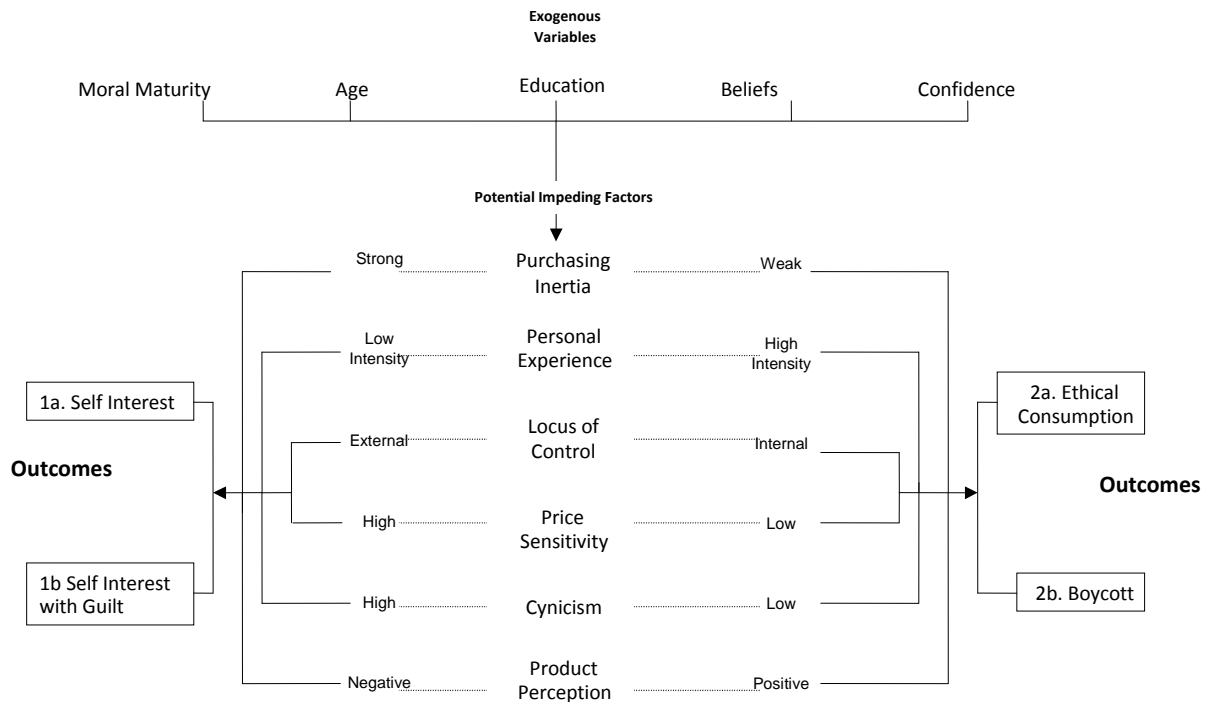 Exogenous
Variables
Moral Maturity
Age
Education
Beliefs
Confidence
Potential Impeding Factors
Strong
Purchasing
Inertia
Weak
Low
Intensity
Personal
Experience
High
Intensity
1a. Self Interest
2a. Ethical
Consumption
External
Locus of
Control
Internal
Outcomes
Outcomes
High
Price
Sensitivity
Low
1b Self Interest
with Guilt
High
Cynicism
Low
2b. Boycott
Negative
Product
Perception
Positive